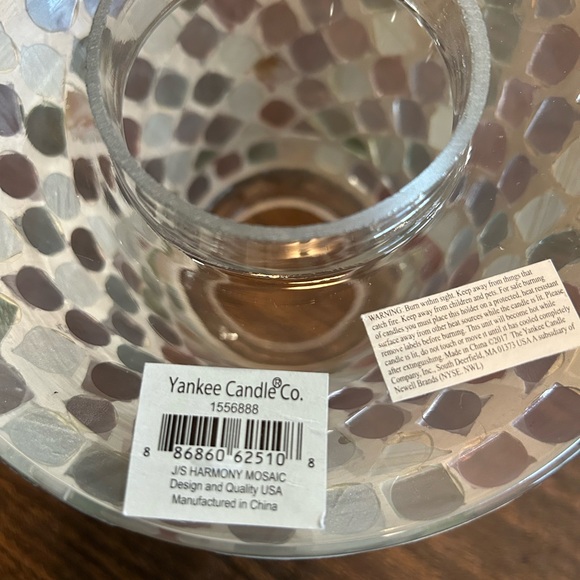 Yankee Candle® Co.
1556888
8 86860 62510 8
J/S HARMONY MOSAIC
Design and Quality USA
Manufactured in China
WARNING: Burn within sight. Keep away from things that
catch fire. Keep away from children and pets. For safe burning
of candles you must place this holder on a protected, heat resistant
surface away from other heat sources while the candle is lit. Please,
remove labels before burning. This unit will become hot while
candle is lit, do not touch or move it until it has cooled completely
after extinguishing. Made in China ©2017 The Yankee Candle
Company, Inc., South Deerfield, MA 01373 USA A subsidiary of
Newell Brands (NYSE. NWL)